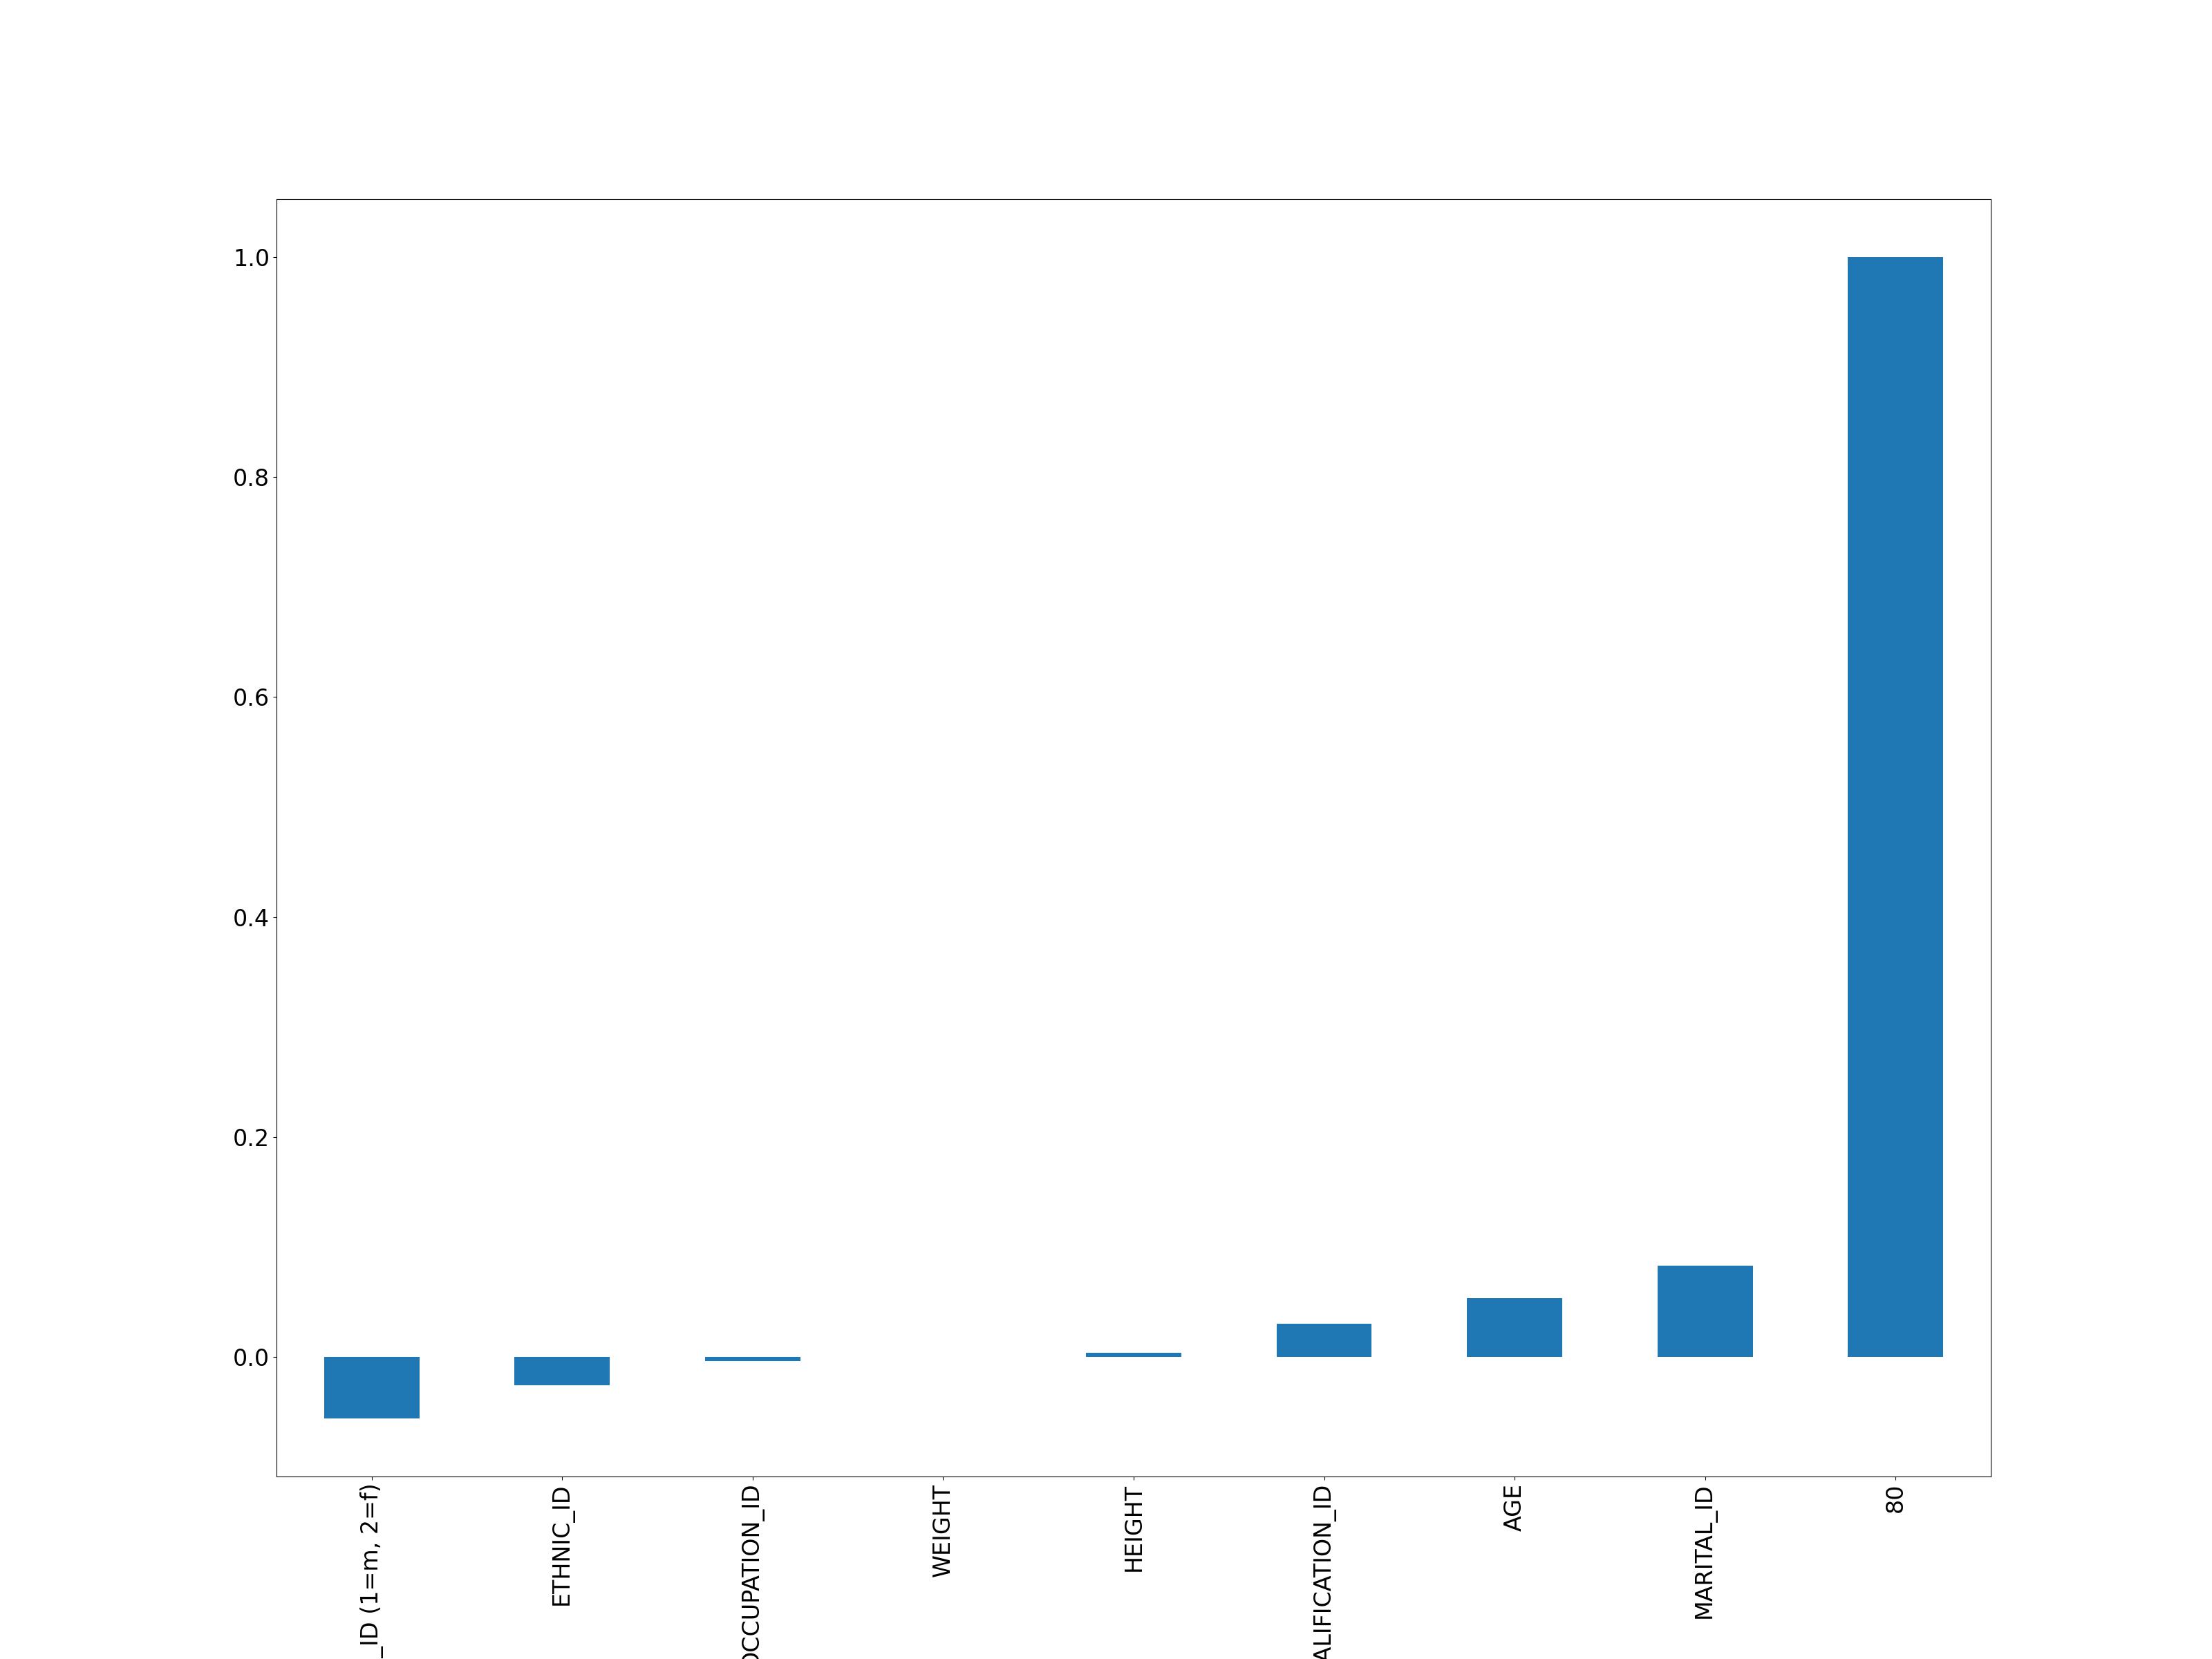 1.0
0.8
0.6
0.4
0.2
0.0
_ID (1=m, 2=f)
ETHNIC_ID
OCCUPATION_ID
WEIGHT
HEIGHT
ALIFICATION_ID
AGE
MARITAL_ID
80